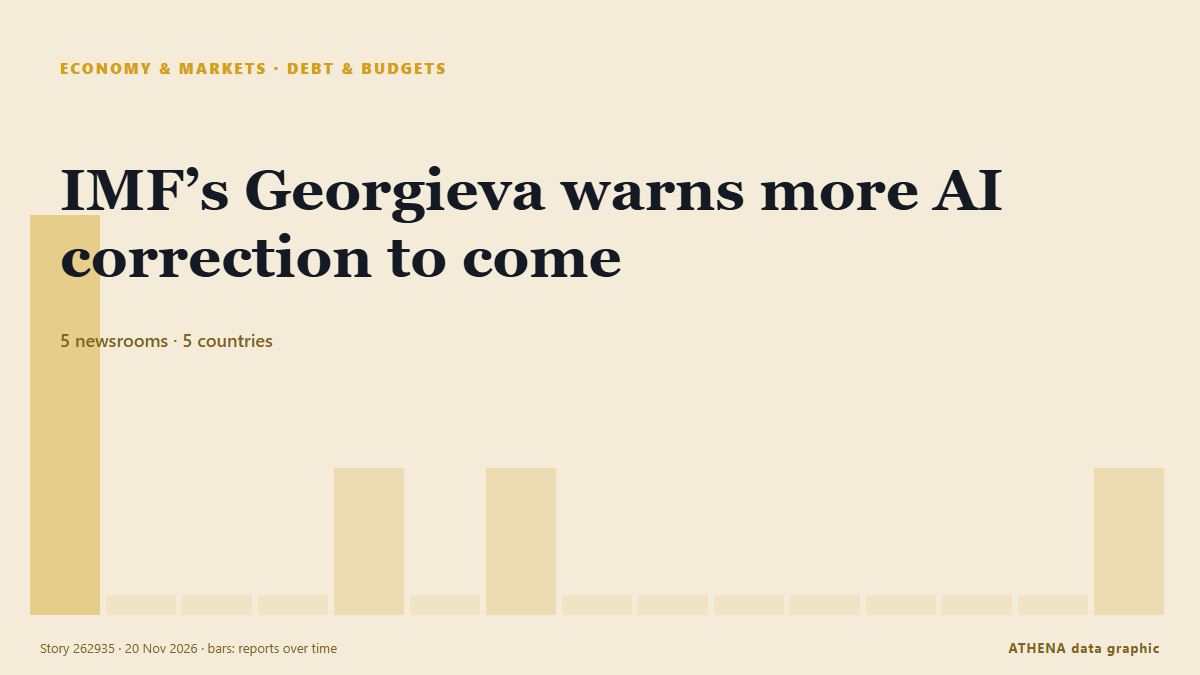 ECONOMY & MARKETS · DEBT & BUDGETS
IMF’s Georgieva warns more AI
correction to come
5 newsrooms · 5 countries
Story 262935 · 20 Nov 2026 · bars: reports over time
ATHENA data graphic